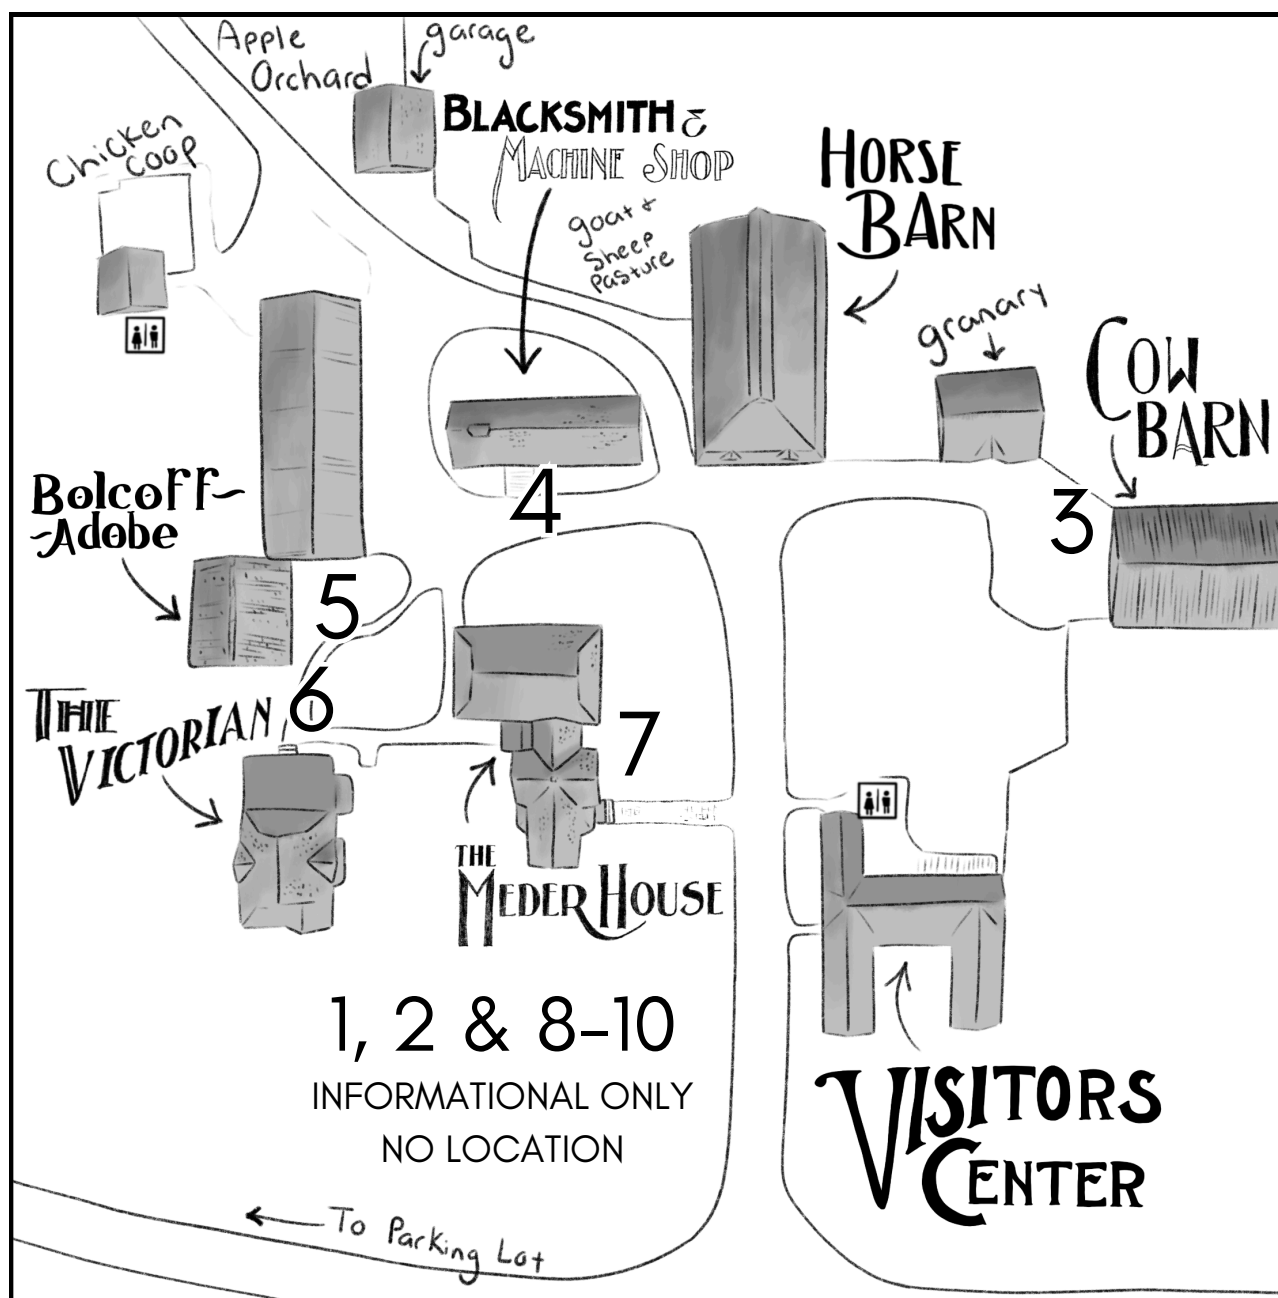 Apple
Orchard
garage
BLACKSMITH &
MACHINE SHOP
Chicken
coop
HORSE
BARN
goat &
sheep
pasture
granary
COW
BARN
Bolcoff
Adobe
4
3
5
6
THE
VICTORIAN
7
THE
MEDER HOUSE
1, 2 & 8-10
INFORMATIONAL ONLY
NO LOCATION
VISITORS
CENTER
To Parking Lot